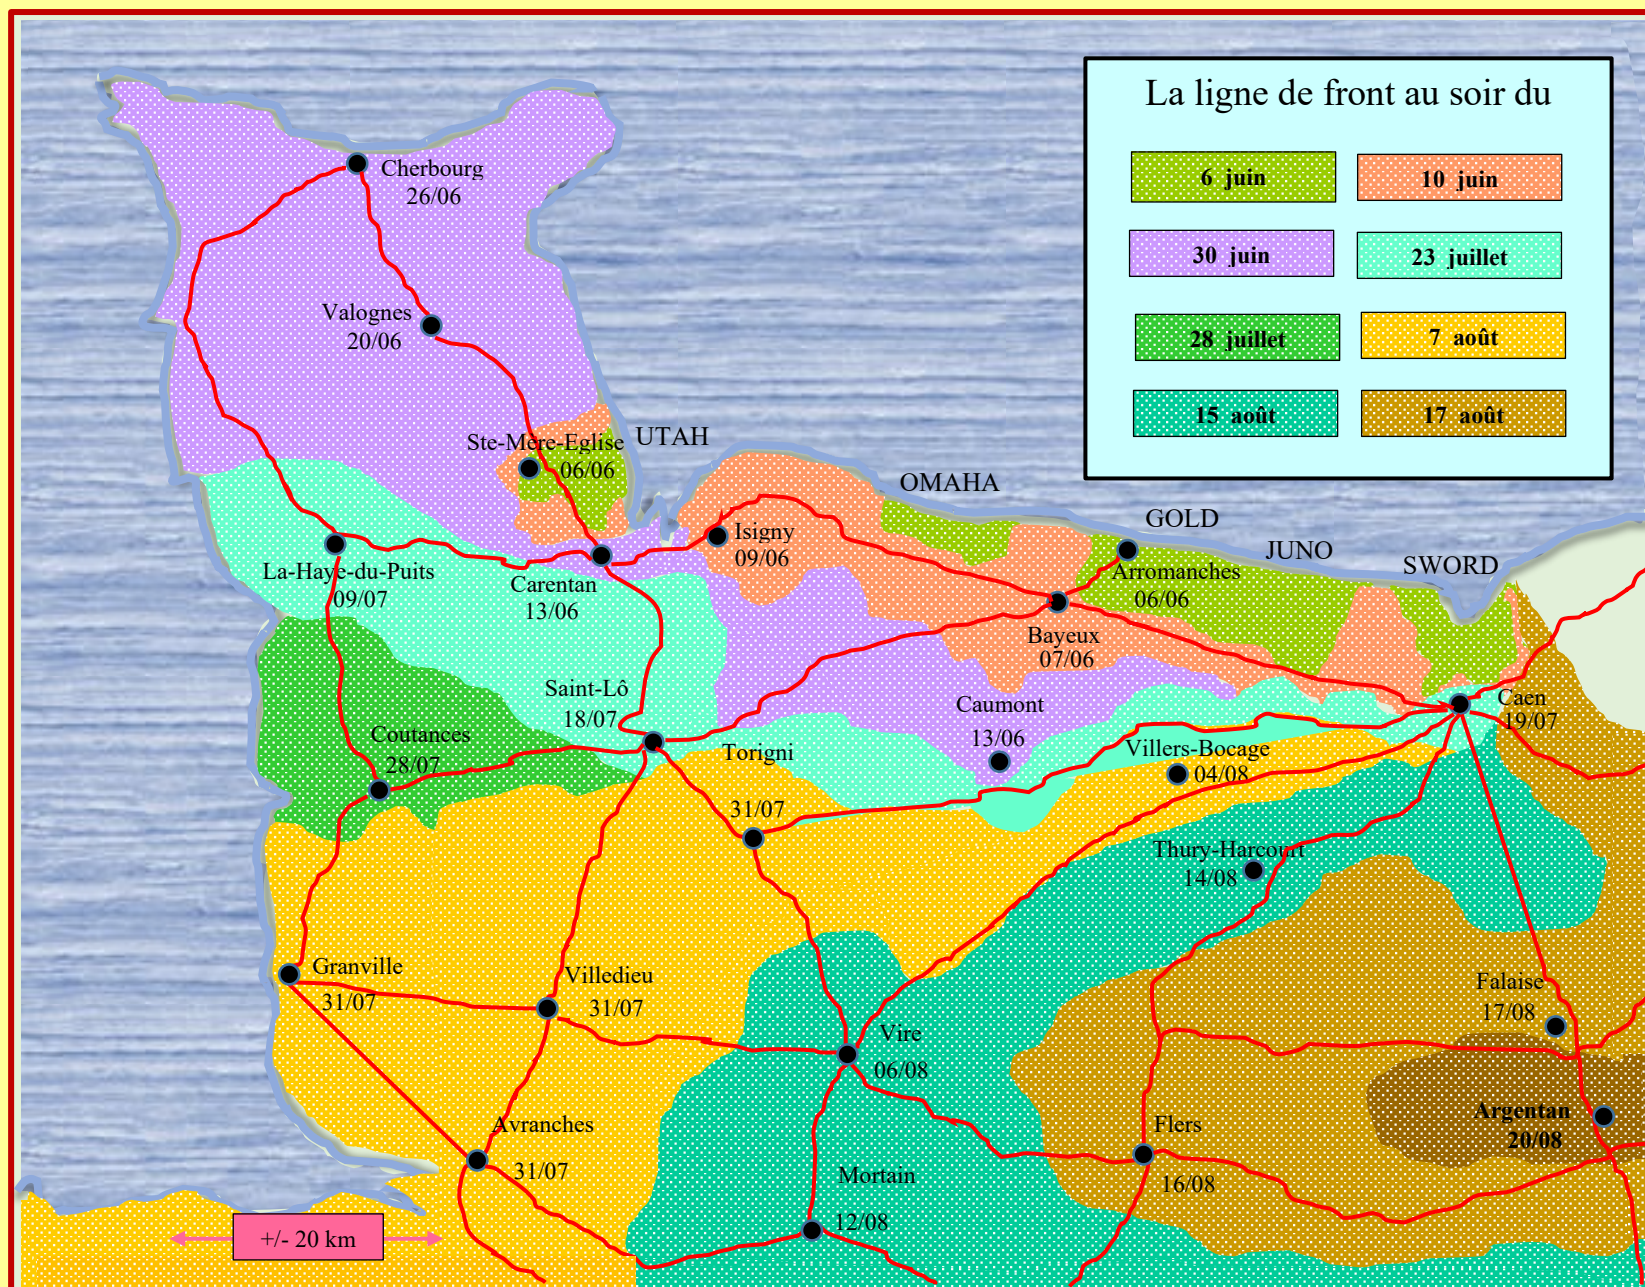 La ligne de front au soir du
6 juin
10 juin
30 juin
23 juillet
28 juillet
7 août
15 août
17 août
Cherbourg
26/06
Valognes
20/06
Ste-Mère-Eglise
06/06
UTAH
OMAHA
GOLD
JUNO
SWORD
Isigny
09/06
La-Haye-du-Puits
09/07
Carentan
13/06
Arromanches
06/06
Bayeux
07/06
Saint-Lô
18/07
Caumont
13/06
Caen
19/07
Coutances
28/07
Torigni
31/07
Villers-Bocage
04/08
Thury-Harcourt
14/08
Granville
31/07
Villedieu
31/07
Falaise
17/08
Vire
06/08
Avranches
31/07
Flers
16/08
Argentan
20/08
Mortain
12/08
+/- 20 km